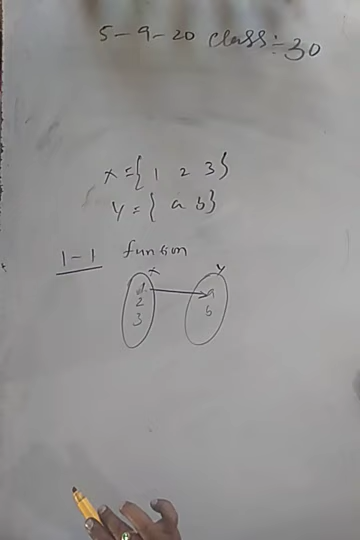 5-9-20 class:-30
x={1 2 3}
y={a b}
1-1 funtion
x y
1 a
2 b
3